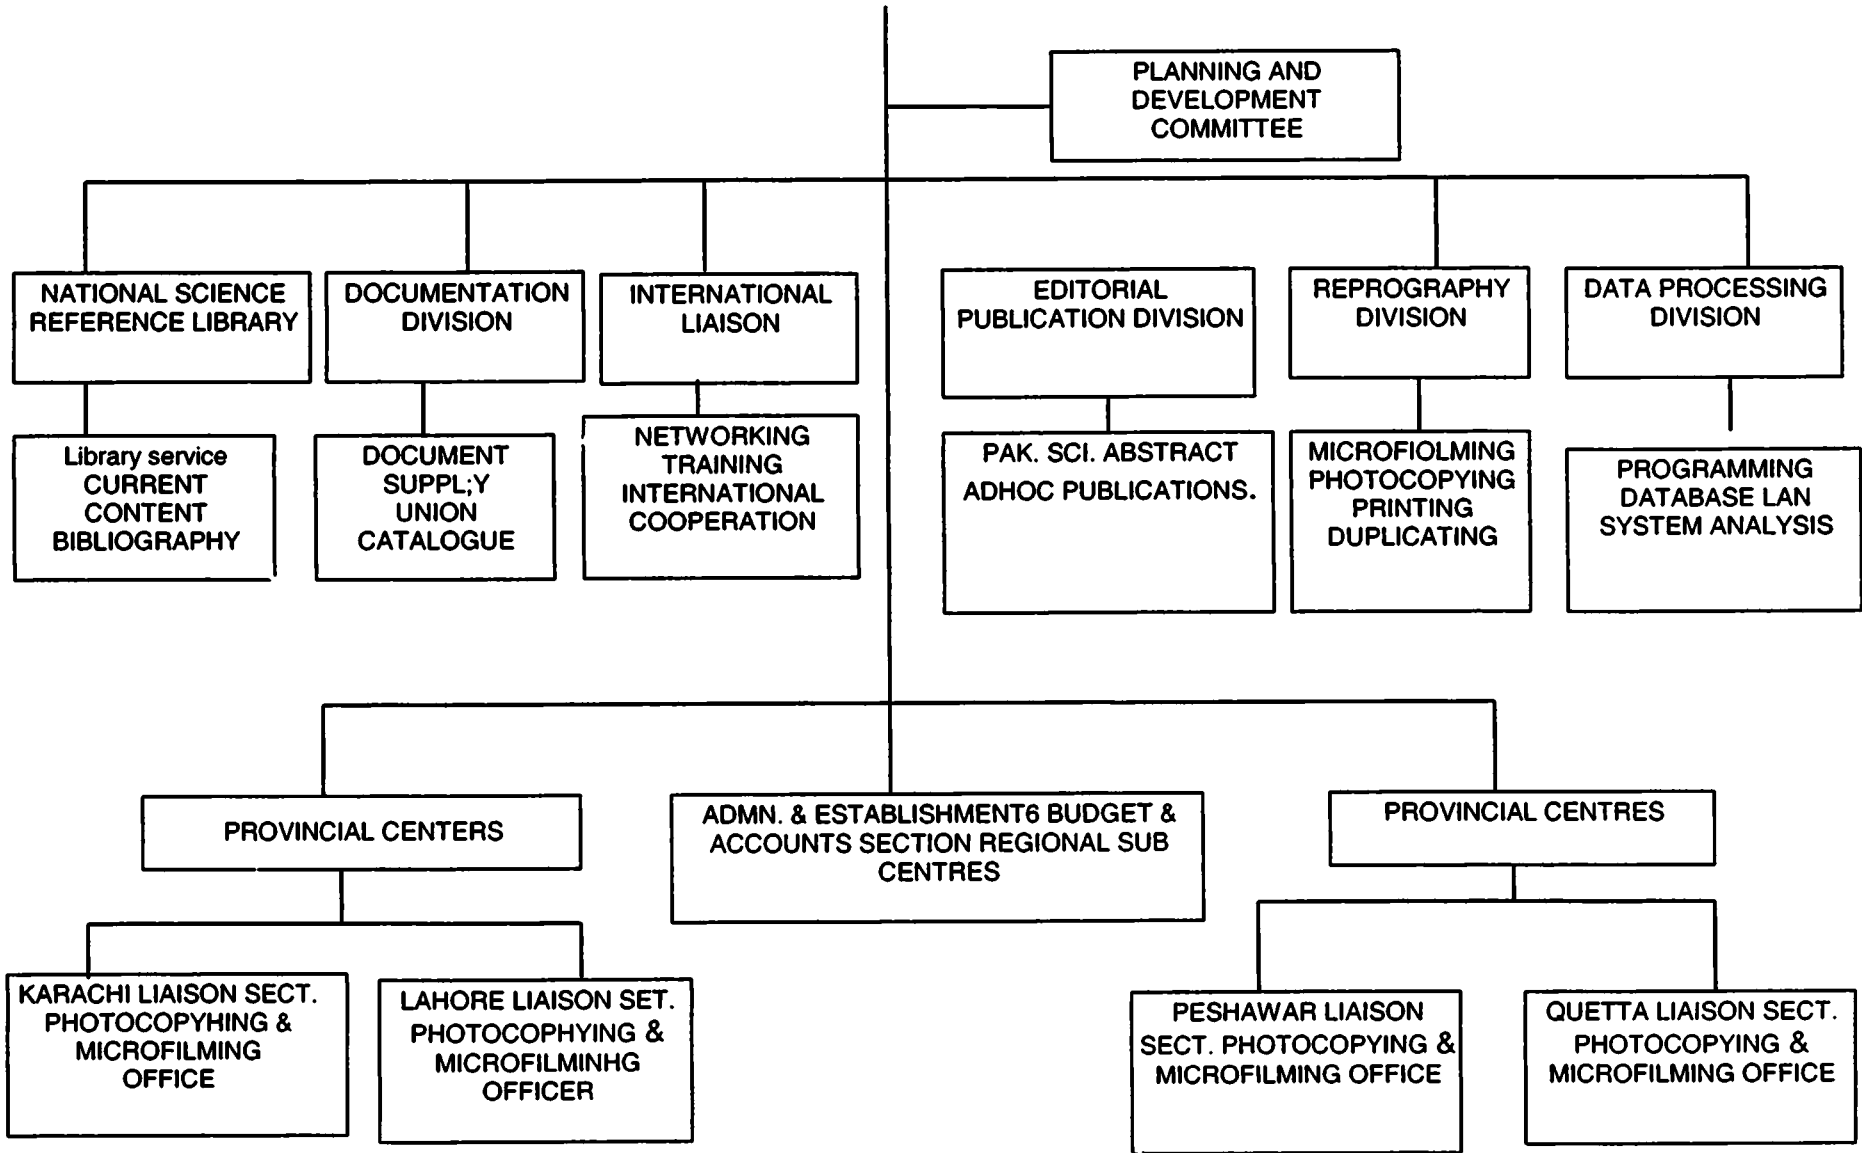 PLANNING AND
DEVELOPMENT
COMMITTEE
NATIONAL SCIENCE
REFERENCE LIBRARY
DOCUMENTATION
DIVISION
INTERNATIONAL
LIAISON
EDITORIAL
PUBLICATION DIVISION
REPROGRAPHY
DIVISION
DATA PROCESSING
DIVISION
Library service
CURRENT
CONTENT
BIBLIOGRAPHY
DOCUMENT
SUPPL;Y
UNION
CATALOGUE
NETWORKING
TRAINING
INTERNATIONAL
COOPERATION
PAK. SCI. ABSTRACT
ADHOC PUBLICATIONS.
MICROFIOLMING
PHOTOCOPYING
PRINTING
DUPLICATING
PROGRAMMING
DATABASE LAN
SYSTEM ANALYSIS
PROVINCIAL CENTERS
ADMN. & ESTABLISHMENT6 BUDGET &
ACCOUNTS SECTION REGIONAL SUB
CENTRES
PROVINCIAL CENTRES
KARACHI LIAISON SECT.
PHOTOCOPYHING &
MICROFILMING
OFFICE
LAHORE LIAISON SET.
PHOTOCOPHYING &
MICROFILMINHG
OFFICER
PESHAWAR LIAISON
SECT. PHOTOCOPYING &
MICROFILMING OFFICE
QUETTA LIAISON SECT.
PHOTOCOPYING &
MICROFILMING OFFICE